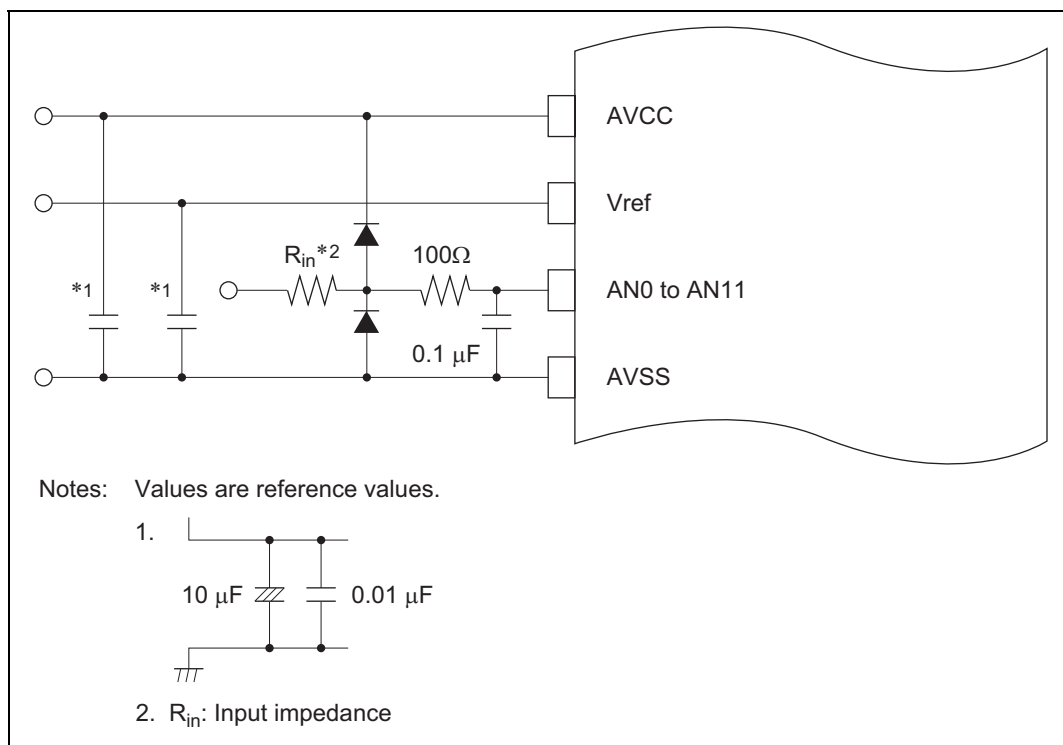 AVCC
Vref
R_in*2 100Ω
*1 *1 AN0 to AN11
0.1 μF
AVSS
Notes: Values are reference values.
1.
10 μF 0.01 μF
2. R_in: Input impedance